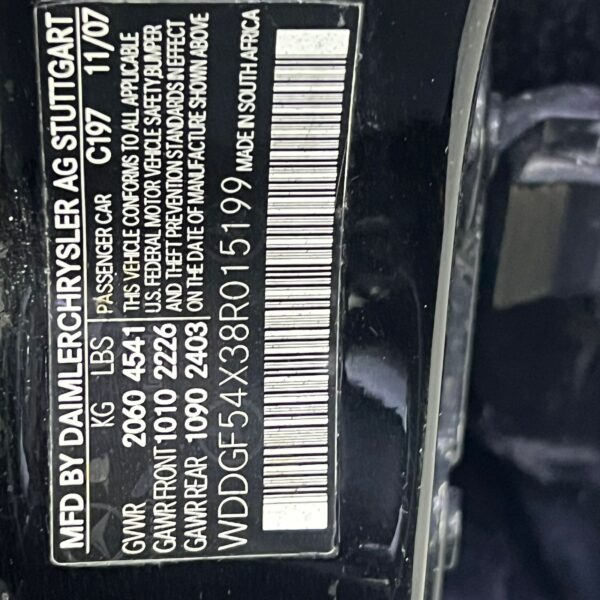 MFD BY DAIMLERCHRYSLER AG STUTTGART
KG LBS PASSENGER CAR C197 11/07
GVWR 2060 4541 THIS VEHICLE CONFORMS TO ALL APPLICABLE
GAWR FRONT 1010 2226 U.S. FEDERAL MOTOR VEHICLE SAFETY,BUMPER
AND THEFT PREVENTION STANDARDS IN EFFECT
GAWR REAR 1090 2403 ON THE DATE OF MANUFACTURE SHOWN ABOVE
WDDGF54X38R015199 MADE IN SOUTH AFRICA